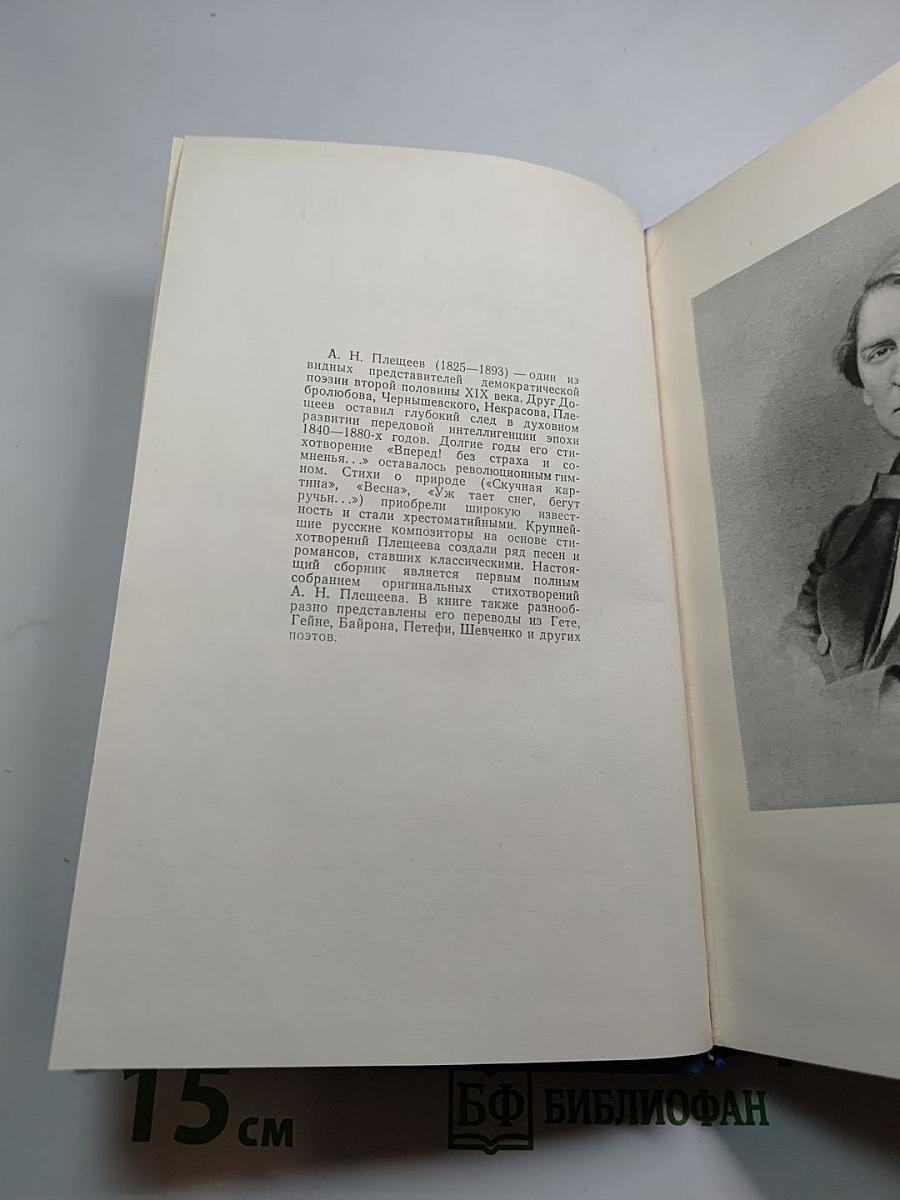 А. Н. Плещеев (1825—1893) — один из
видных представителей демократической
поэзии второй половины XIX века. Друг До-
бролюбова, Чернышевского, Некрасова, Пле-
щеев оставил глубокий след в духовном
развитии передовой интеллигенции эпохи
1840—1880-х годов. Долгие годы его сти-
хотворение «Вперед! без страха и со-
мненья. . .» оставалось революционным гим-
ном. Стихи о природе («Скучная кар-
тина», «Весна», «Уж тает снег, бегут
ручьи. . .») приобрели широкую извест-
ность и стали хрестоматийными. Крупней-
шие русские композиторы на основе сти-
хотворений Плещеева создали ряд песен и
романсов, ставших классическими. Настоя-
щий сборник является первым полным
собранием оригинальных стихотворений
А. Н. Плещеева. В книге также разнооб-
разно представлены его переводы из Гете,
Гейне, Байрона, Петефи, Шевченко и других
поэтов.
15 см
БФ БИБЛИОФАН